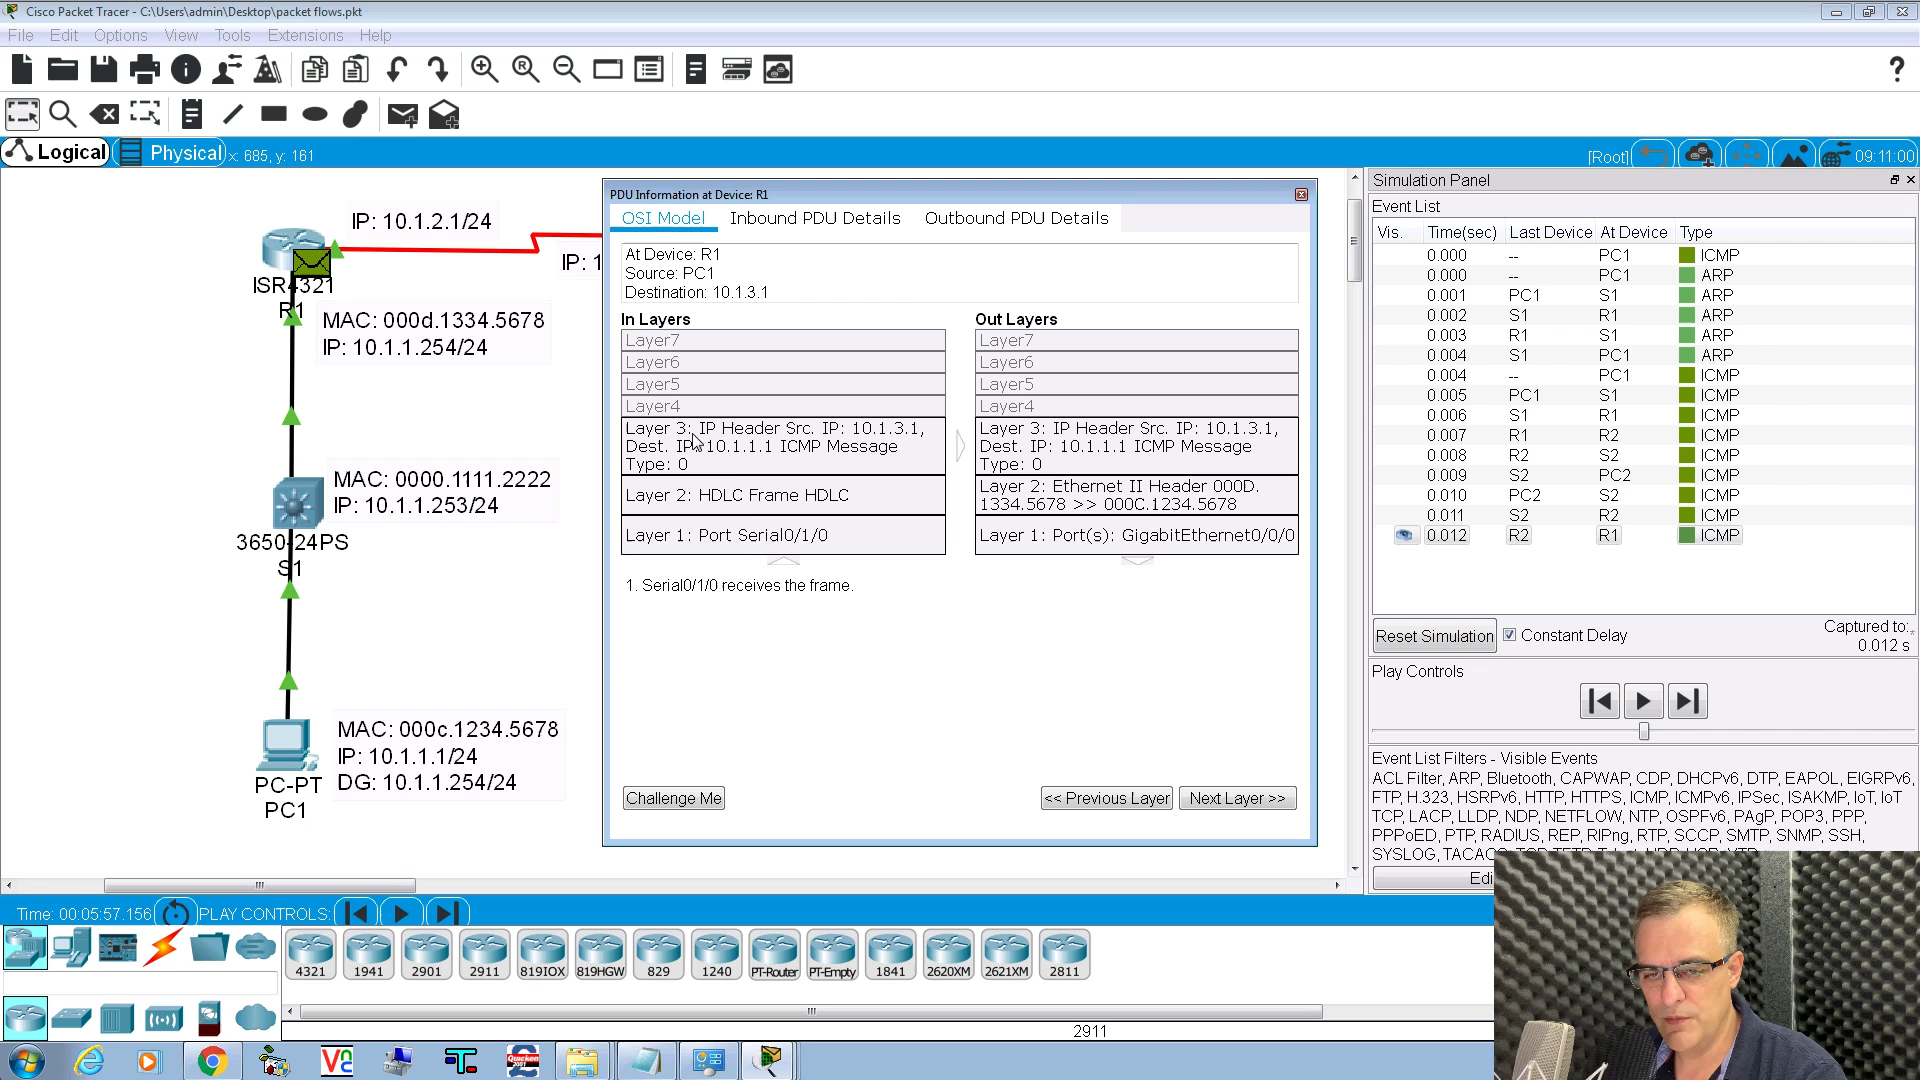 Cisco Packet Tracer - C:\Users\admin\Desktop\packet flows.pkt
File Edit Options View Tools Extensions Help
Logical Physical x: 685, y: 161
[Root] 09:11:00
IP: 10.1.2.1/24
IP: 1
ISR4321
R1
MAC: 000d.1334.5678
IP: 10.1.1.254/24
MAC: 0000.1111.2222
IP: 10.1.1.253/24
3650-24PS
S1
MAC: 000c.1234.5678
IP: 10.1.1.1/24
DG: 10.1.1.254/24
PC-PT
PC1
PDU Information at Device: R1
OSI Model Inbound PDU Details Outbound PDU Details
At Device: R1
Source: PC1
Destination: 10.1.3.1
In Layers
Layer7
Layer6
Layer5
Layer4
Layer 3: IP Header Src. IP: 10.1.3.1,
Dest. IP: 10.1.1.1 ICMP Message
Type: 0
Layer 2: HDLC Frame HDLC
Layer 1: Port Serial0/1/0
Out Layers
Layer7
Layer6
Layer5
Layer4
Layer 3: IP Header Src. IP: 10.1.3.1,
Dest. IP: 10.1.1.1 ICMP Message
Type: 0
Layer 2: Ethernet II Header 000D.
1334.5678 >> 000C.1234.5678
Layer 1: Port(s): GigabitEthernet0/0/0
1. Serial0/1/0 receives the frame.
Challenge Me << Previous Layer Next Layer >>
Simulation Panel
Event List
Vis. Time(sec) Last Device At Device Type
0.000 -- PC1 ICMP
0.000 -- PC1 ARP
0.001 PC1 S1 ARP
0.002 S1 R1 ARP
0.003 R1 S1 ARP
0.004 S1 PC1 ARP
0.004 -- PC1 ICMP
0.005 PC1 S1 ICMP
0.006 S1 R1 ICMP
0.007 R1 R2 ICMP
0.008 R2 S2 ICMP
0.009 S2 PC2 ICMP
0.010 PC2 S2 ICMP
0.011 S2 R2 ICMP
0.012 R2 R1 ICMP
Reset Simulation Constant Delay Captured to:
0.012 s
Play Controls
Event List Filters - Visible Events
ACL Filter, ARP, Bluetooth, CAPWAP, CDP, DHCPv6, DTP, EAPOL, EIGRPv6,
FTP, H.323, HSRPv6, HTTP, HTTPS, ICMP, ICMPv6, IPSec, ISAKMP, IoT, IoT
TCP, LACP, LLDP, NDP, NETFLOW, NTP, OSPFv6, PAgP, POP3, PPP,
PPPoED, PTP, RADIUS, REP, RIPng, RTP, SCCP, SMTP, SNMP, SSH,
SYSLOG,
Edi
Time: 00:05:57.156 PLAY CONTROLS:
4321 1941 2901 2911 819IOX 819HGW 829 1240 PT-Router PT-Empty 1841 2620XM 2621XM 2811
2911